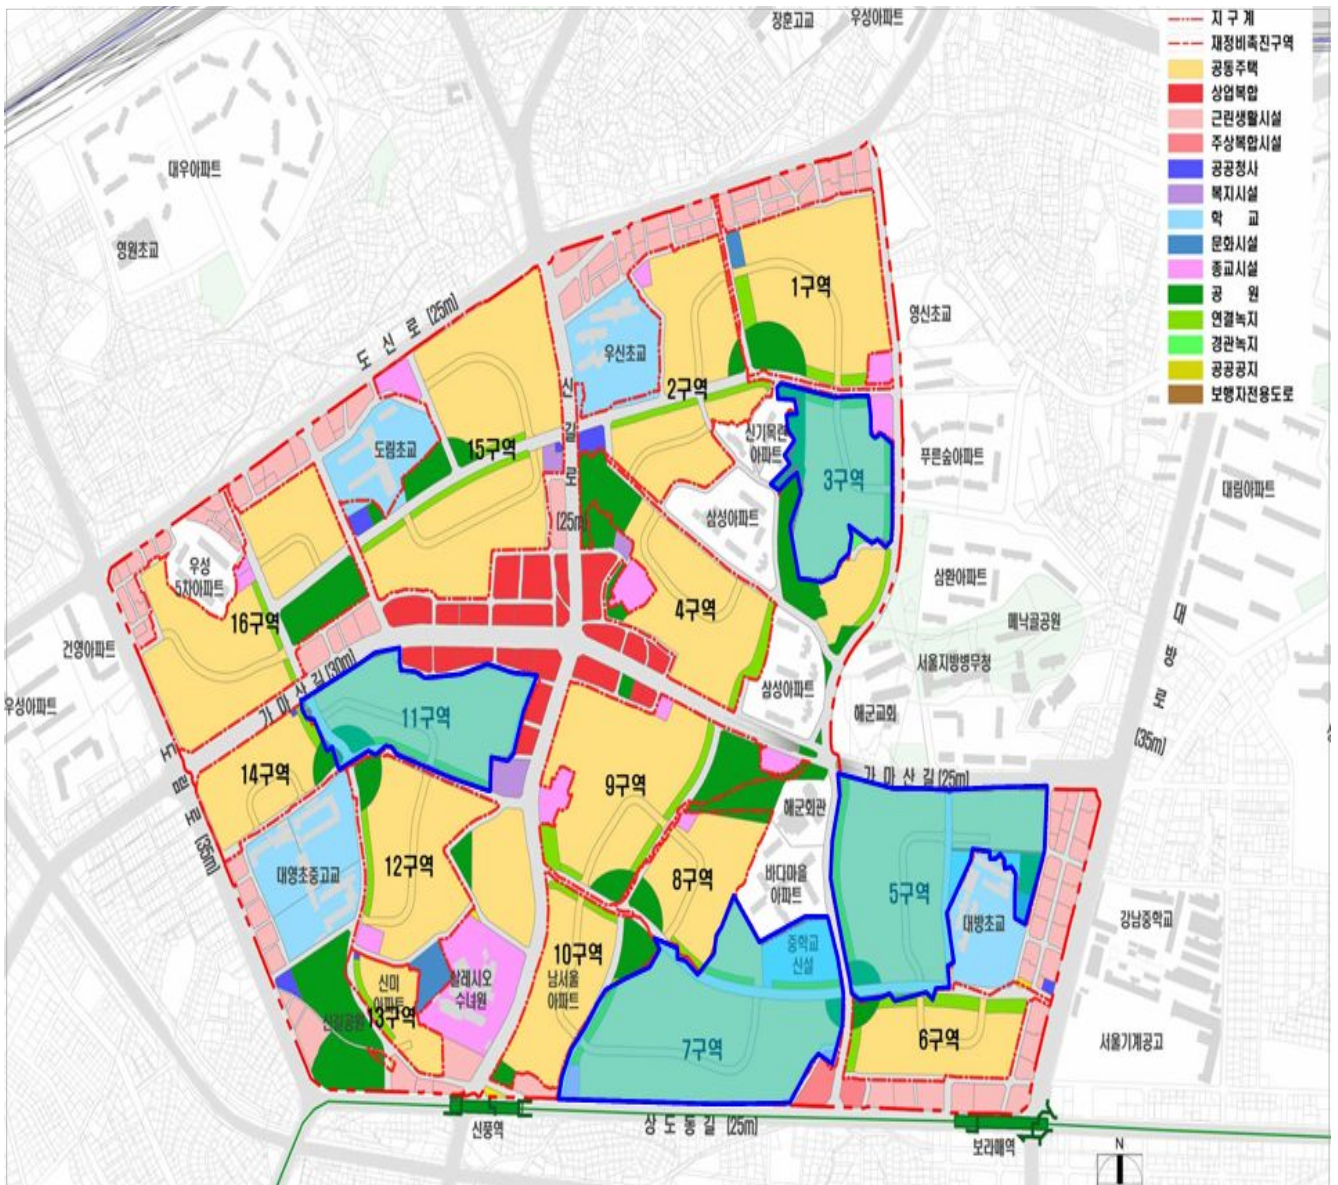 장훈고교
우성아파트
지 구 계
재정비촉진구역
공동주택
상업복합
근린생활시설
주상복합시설
공공청사
복지시설
학 교
문화시설
종교시설
공 원
연결녹지
경관녹지
공공공지
보행자전용도로
대우아파트
영원초교
도 신 로 (25m)
1구역
영신초교
우신초교
2구역
신 길 로 (25m)
신기목련
아파트
도림초교
15구역
3구역
푸른숲아파트
대림아파트
삼성아파트
우성
5차아파트
삼환아파트
4구역
16구역
메낙골공원
대 방 로 (35m)
건영아파트
서울지방병무청
우성아파트
가 마 산 길 (30m)
삼성아파트
해군교회
11구역
14구역
9구역
가 마 산 길 (25m)
해군회관
(35m)
대영초중고교
12구역
8구역
바다마을
아파트
5구역
대방초교
강남중학교
중학교
신설
10구역
남서울
아파트
신미
아파트
살레시오
수녀원
신길공원
13구역
7구역
6구역
서울기계공고
신풍역
상 도 동 길 (25m)
보라매역
N